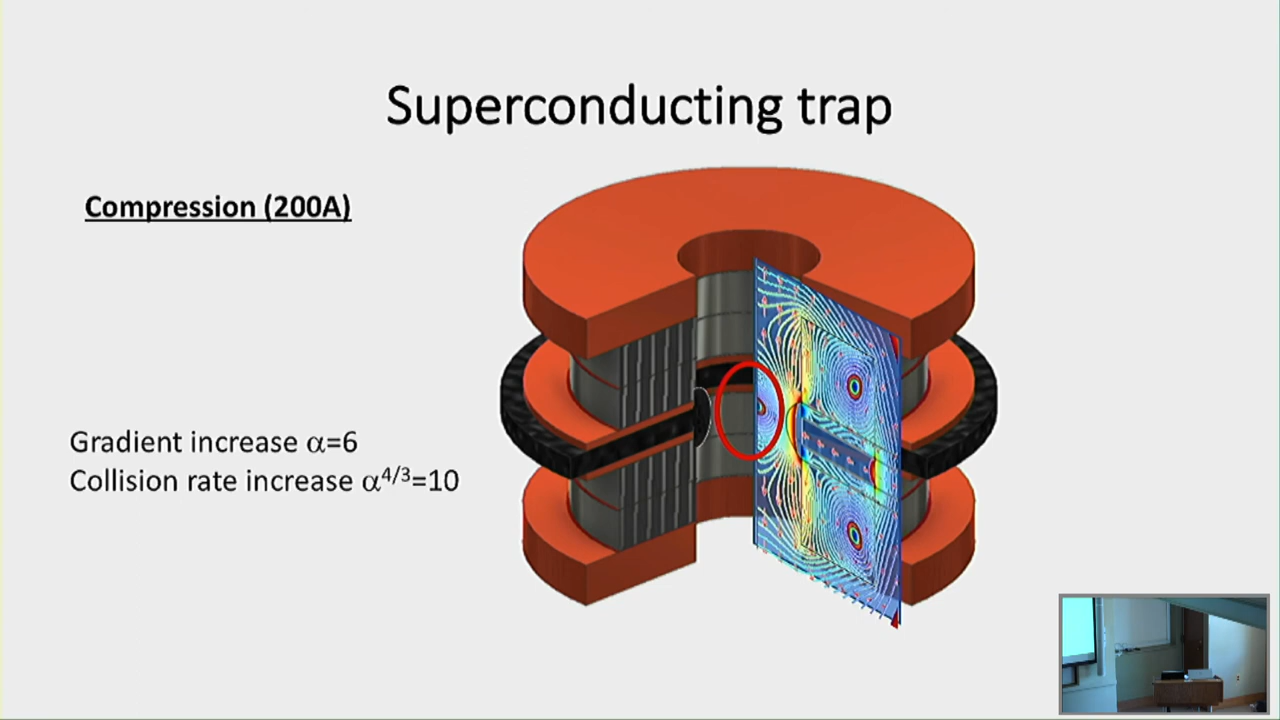 Superconducting trap
Compression (200A)
Gradient increase α=6
Collision rate increase α⁴/³=10